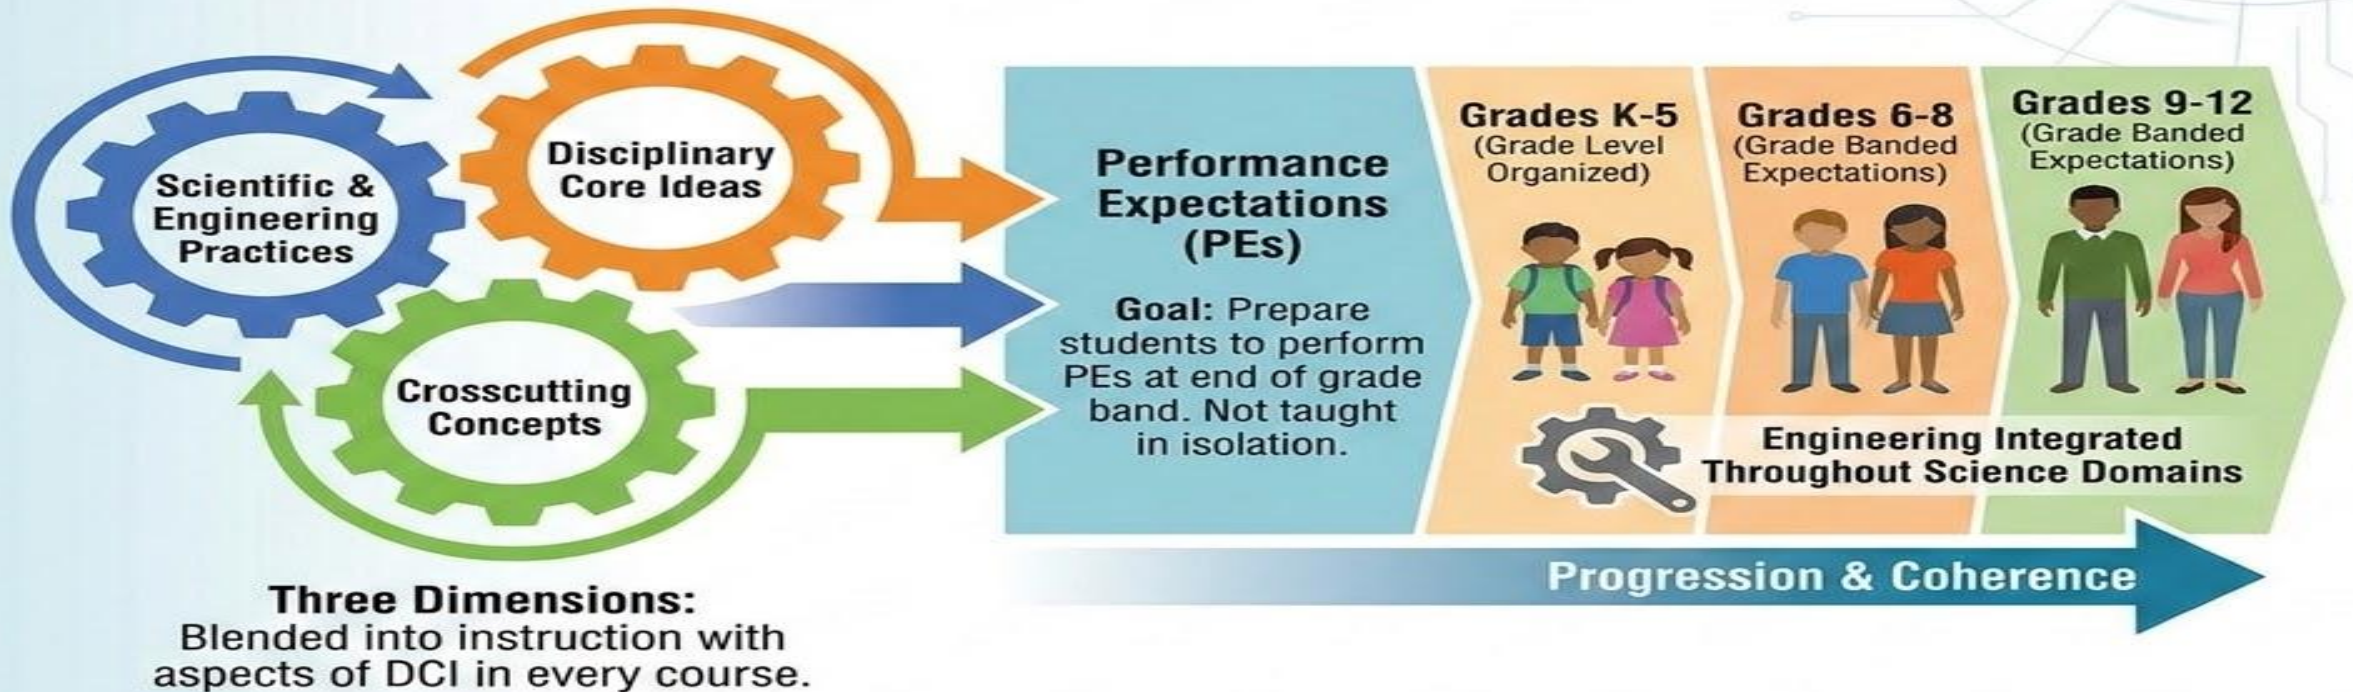 Scientific &
Engineering
Practices
Disciplinary
Core Ideas
Crosscutting
Concepts
Three Dimensions:
Blended into instruction with
aspects of DCI in every course.
Performance
Expectations
(PEs)
Goal: Prepare
students to perform
PEs at end of grade
band. Not taught
in isolation.
Grades K-5
(Grade Level
Organized)
Grades 6-8
(Grade Banded
Expectations)
Grades 9-12
(Grade Banded
Expectations)
Engineering Integrated
Throughout Science Domains
Progression & Coherence